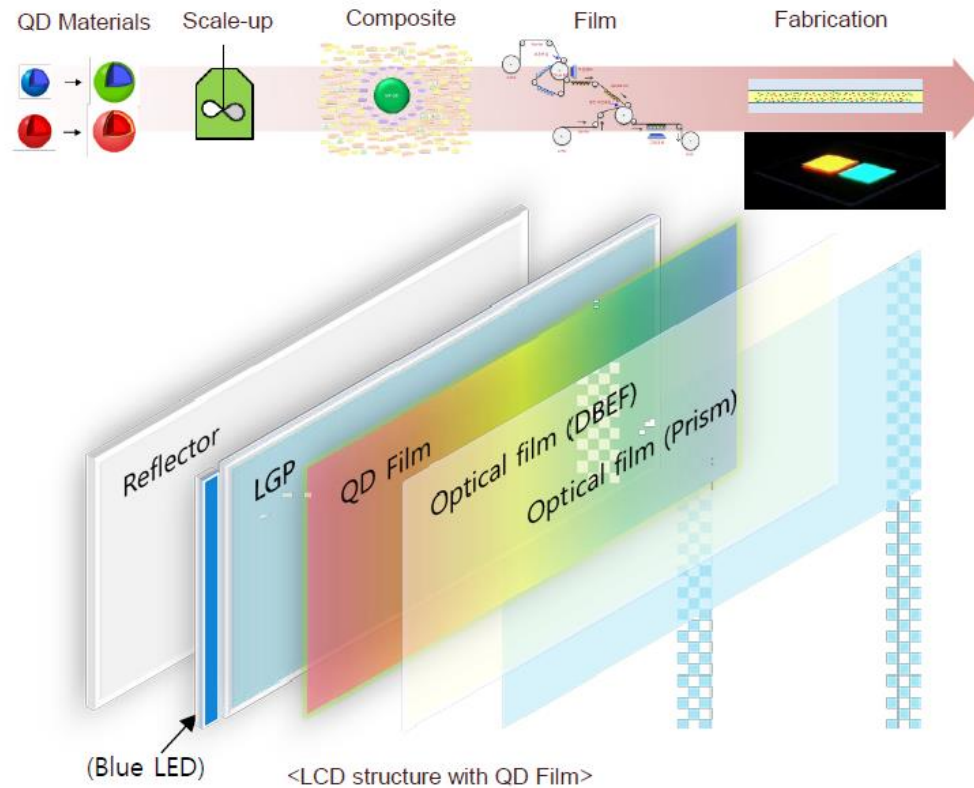 QD Materials
Scale-up
Composite
Film
Fabrication
Reflector
LGP
QD Film
Optical film (DBEF)
Optical film (Prism)
(Blue LED)
<LCD structure with QD Film>